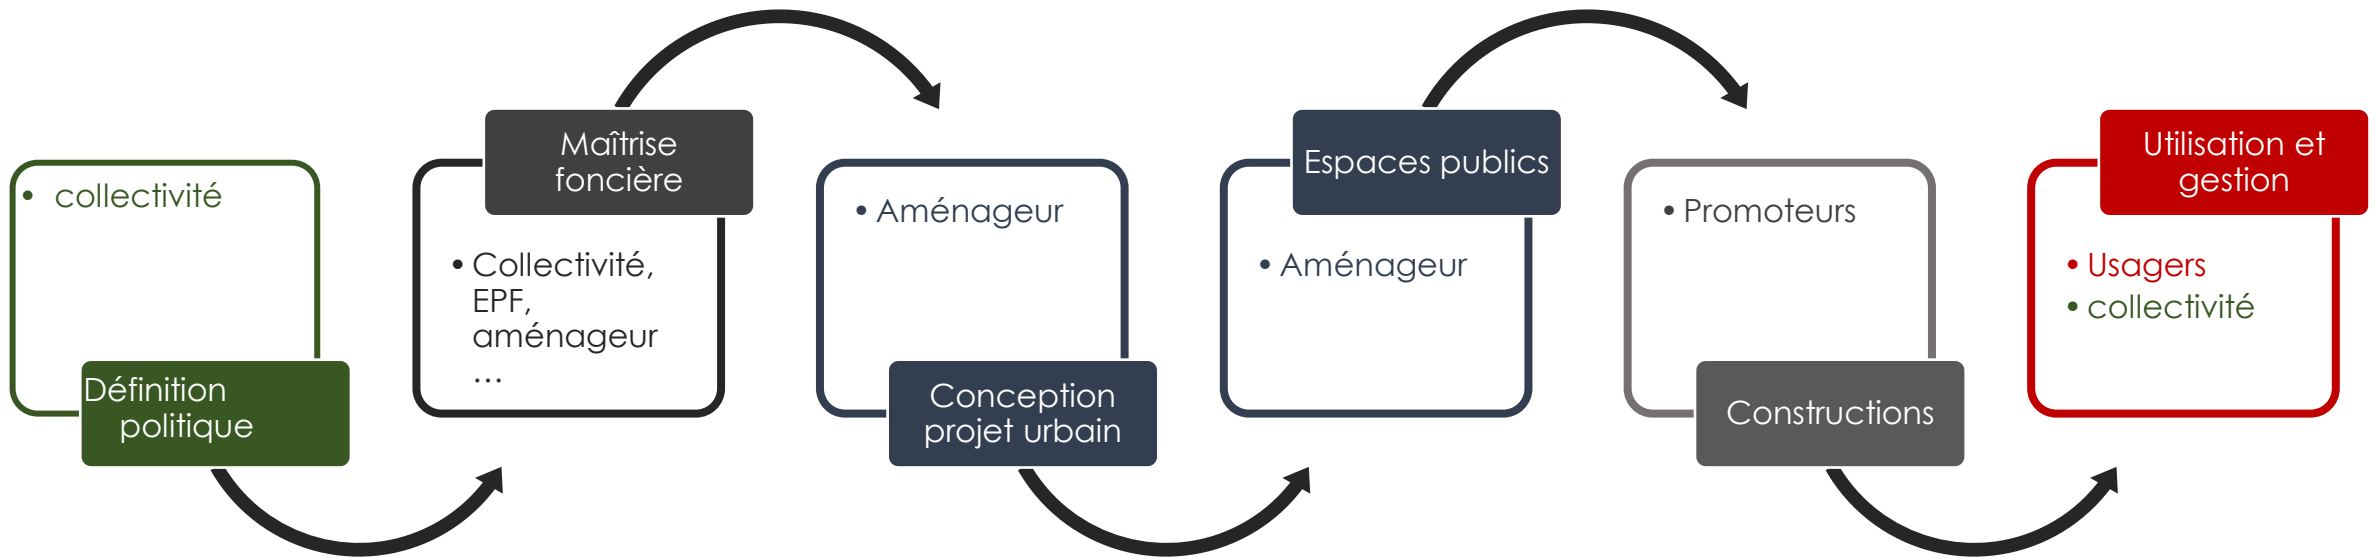 • collectivité
Définition
politique
Maîtrise
foncière
• Collectivité,
EPF,
aménageur
…
• Aménageur
Conception
projet urbain
Espaces publics
• Aménageur
• Promoteurs
Constructions
Utilisation et
gestion
• Usagers
• collectivité